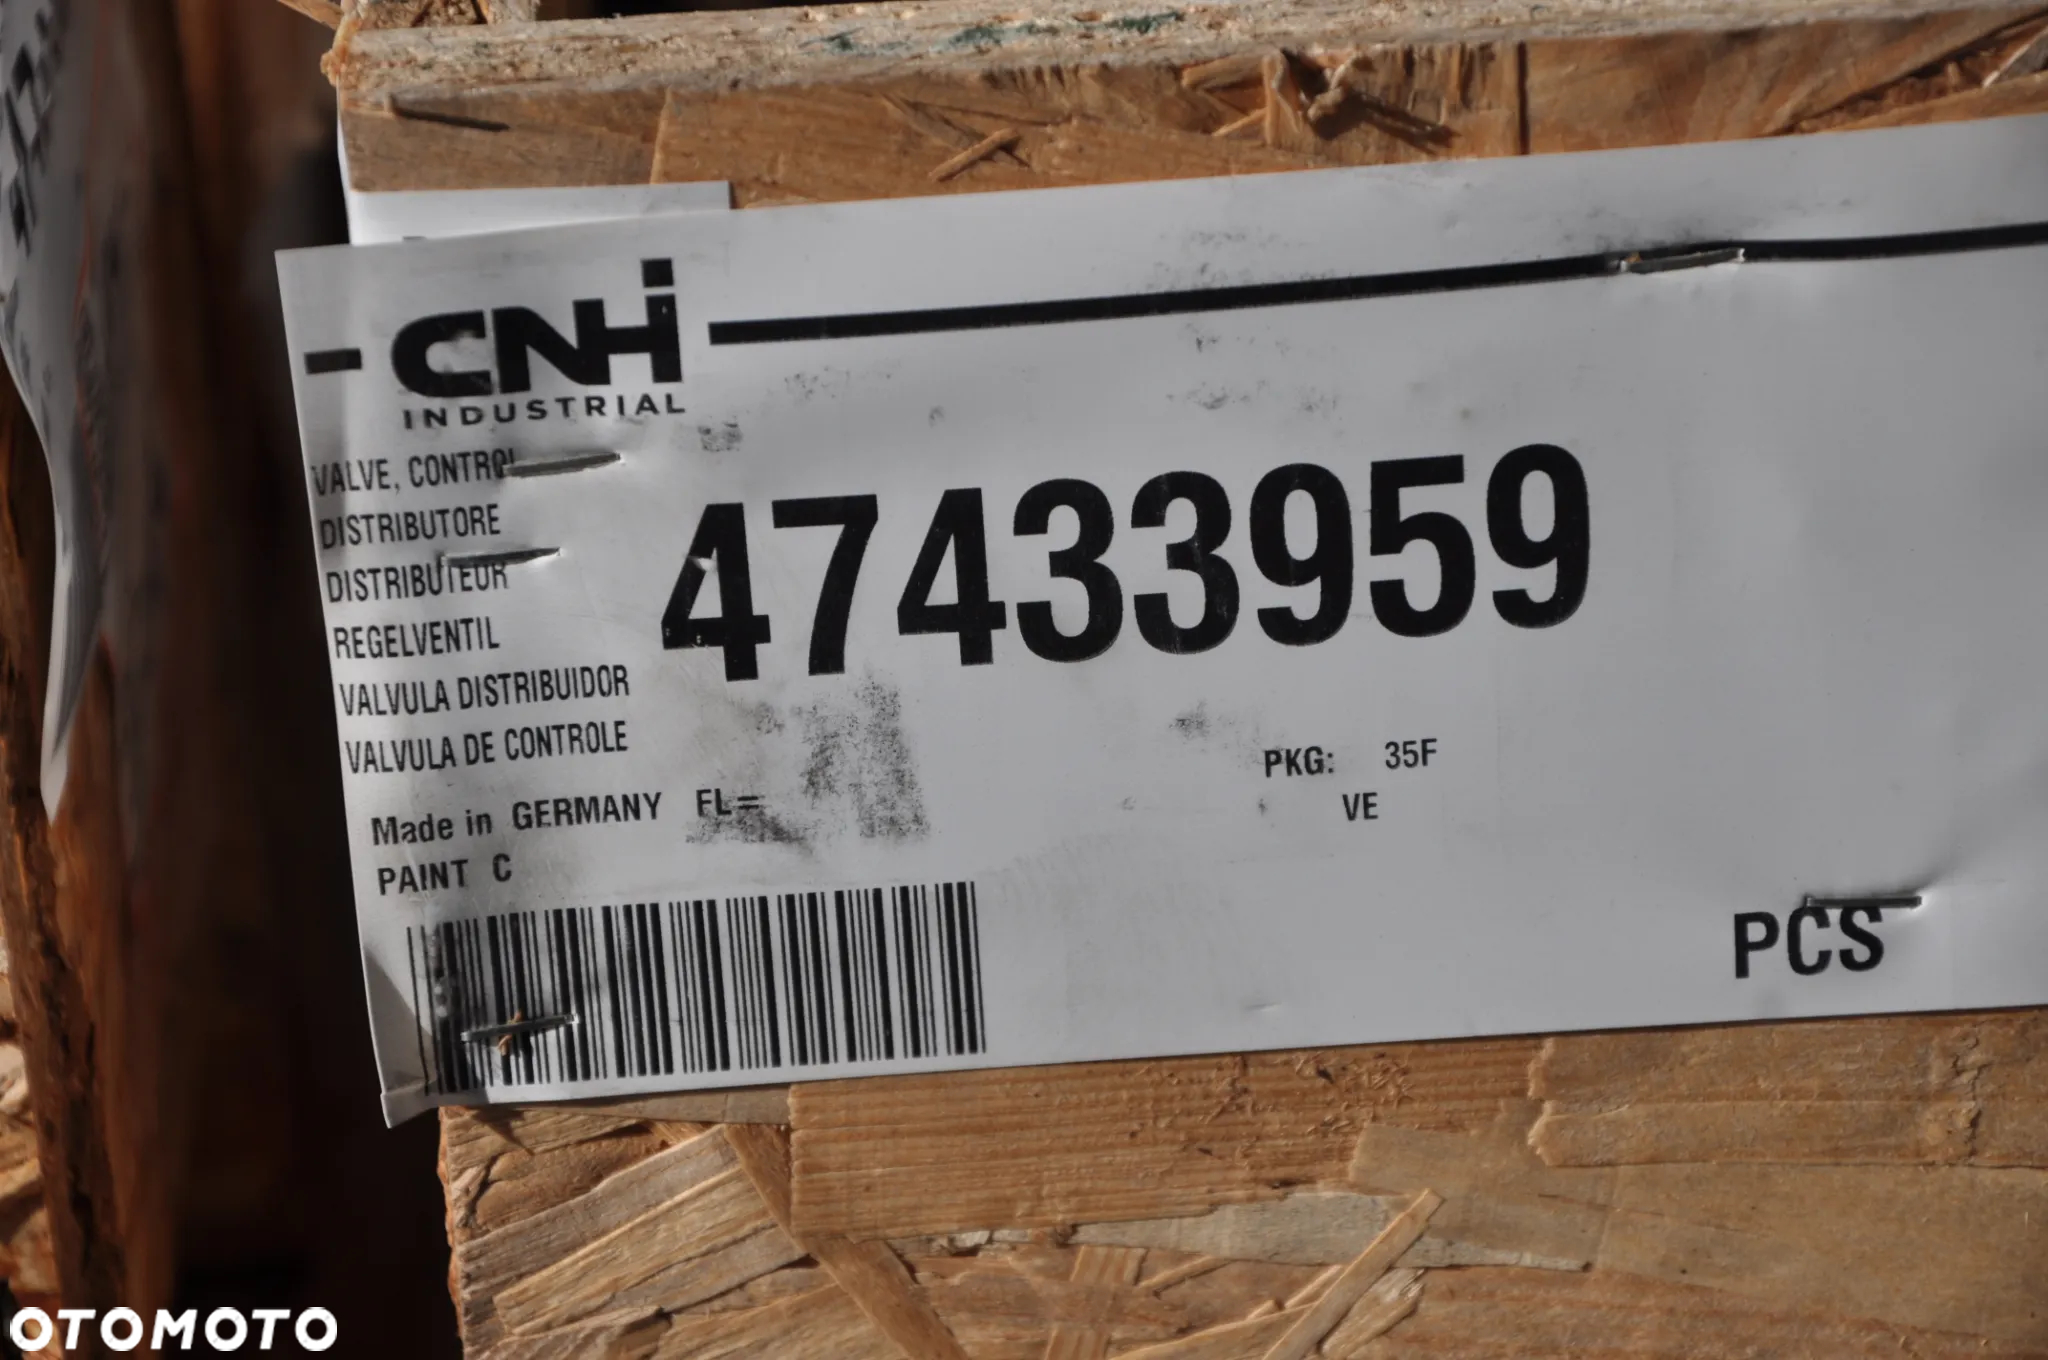 CNHi
INDUSTRIAL
VALVE, CONTROL
DISTRIBUTORE
DISTRIBUTEUR
REGELVENTIL
VALVULA DISTRIBUIDOR
VALVULA DE CONTROLE
47433959
Made in GERMANY FL=
PAINT C
PKG: 35F
VE
PCS
OTOMOTO